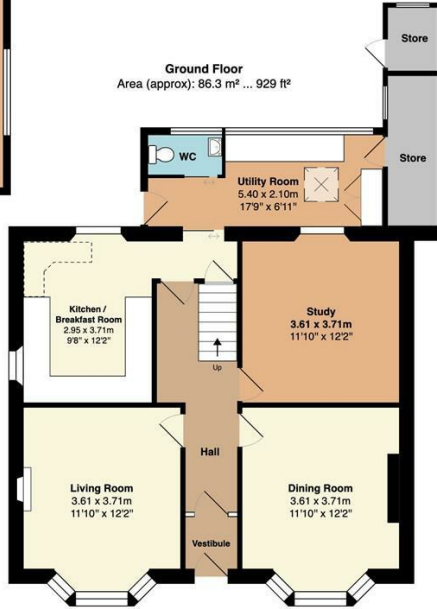 Store
Ground Floor
Area (approx): 86.3 m² ... 929 ft²
WC
Store
Utility Room
5.40 x 2.10m
17'9" x 6'11"
Kitchen /
Breakfast Room
2.95 x 3.71m
9'8" x 12'2"
Study
3.61 x 3.71m
11'10" x 12'2"
Up
Hall
Living Room
3.61 x 3.71m
11'10" x 12'2"
Dining Room
3.61 x 3.71m
11'10" x 12'2"
Vestibule